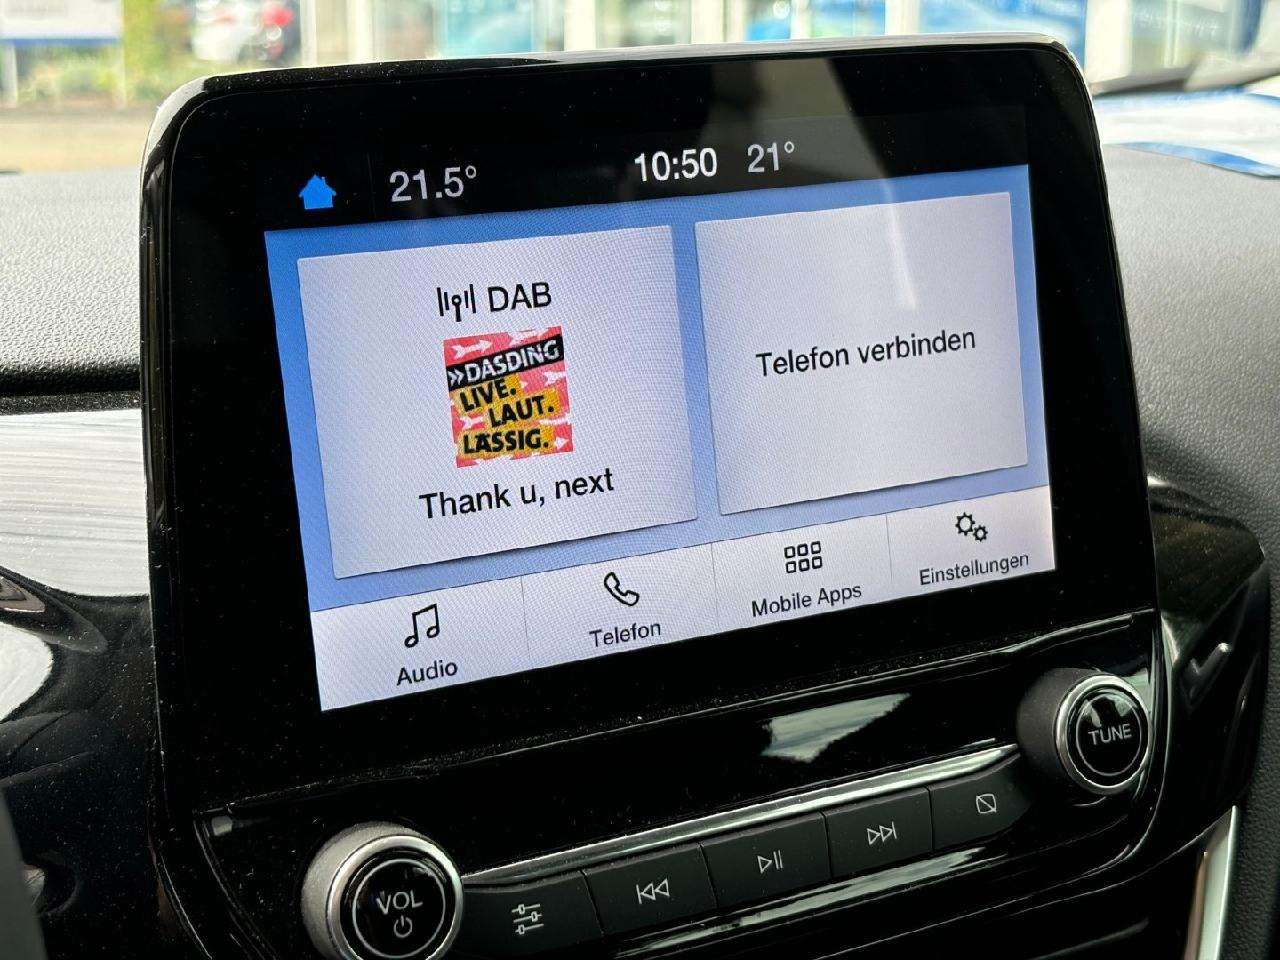 21.5°
10:50 21°
DAB
»DASDING
LIVE.
LAUT.
LÄSSIG.
Thank u, next
Telefon verbinden
Audio
Telefon
Mobile Apps
Einstellungen
VOL
TUNE